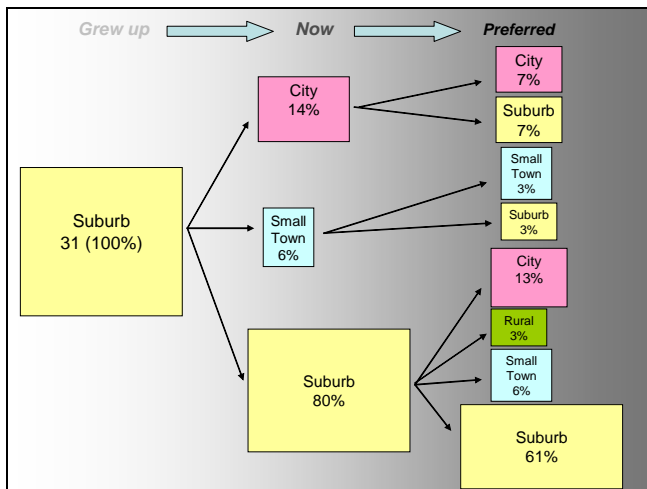 Grew up
Now
Preferred
Suburb
31 (100%)
City
14%
Small
Town
6%
Suburb
80%
City
7%
Suburb
7%
Small
Town
3%
Suburb
3%
City
13%
Rural
3%
Small
Town
6%
Suburb
61%